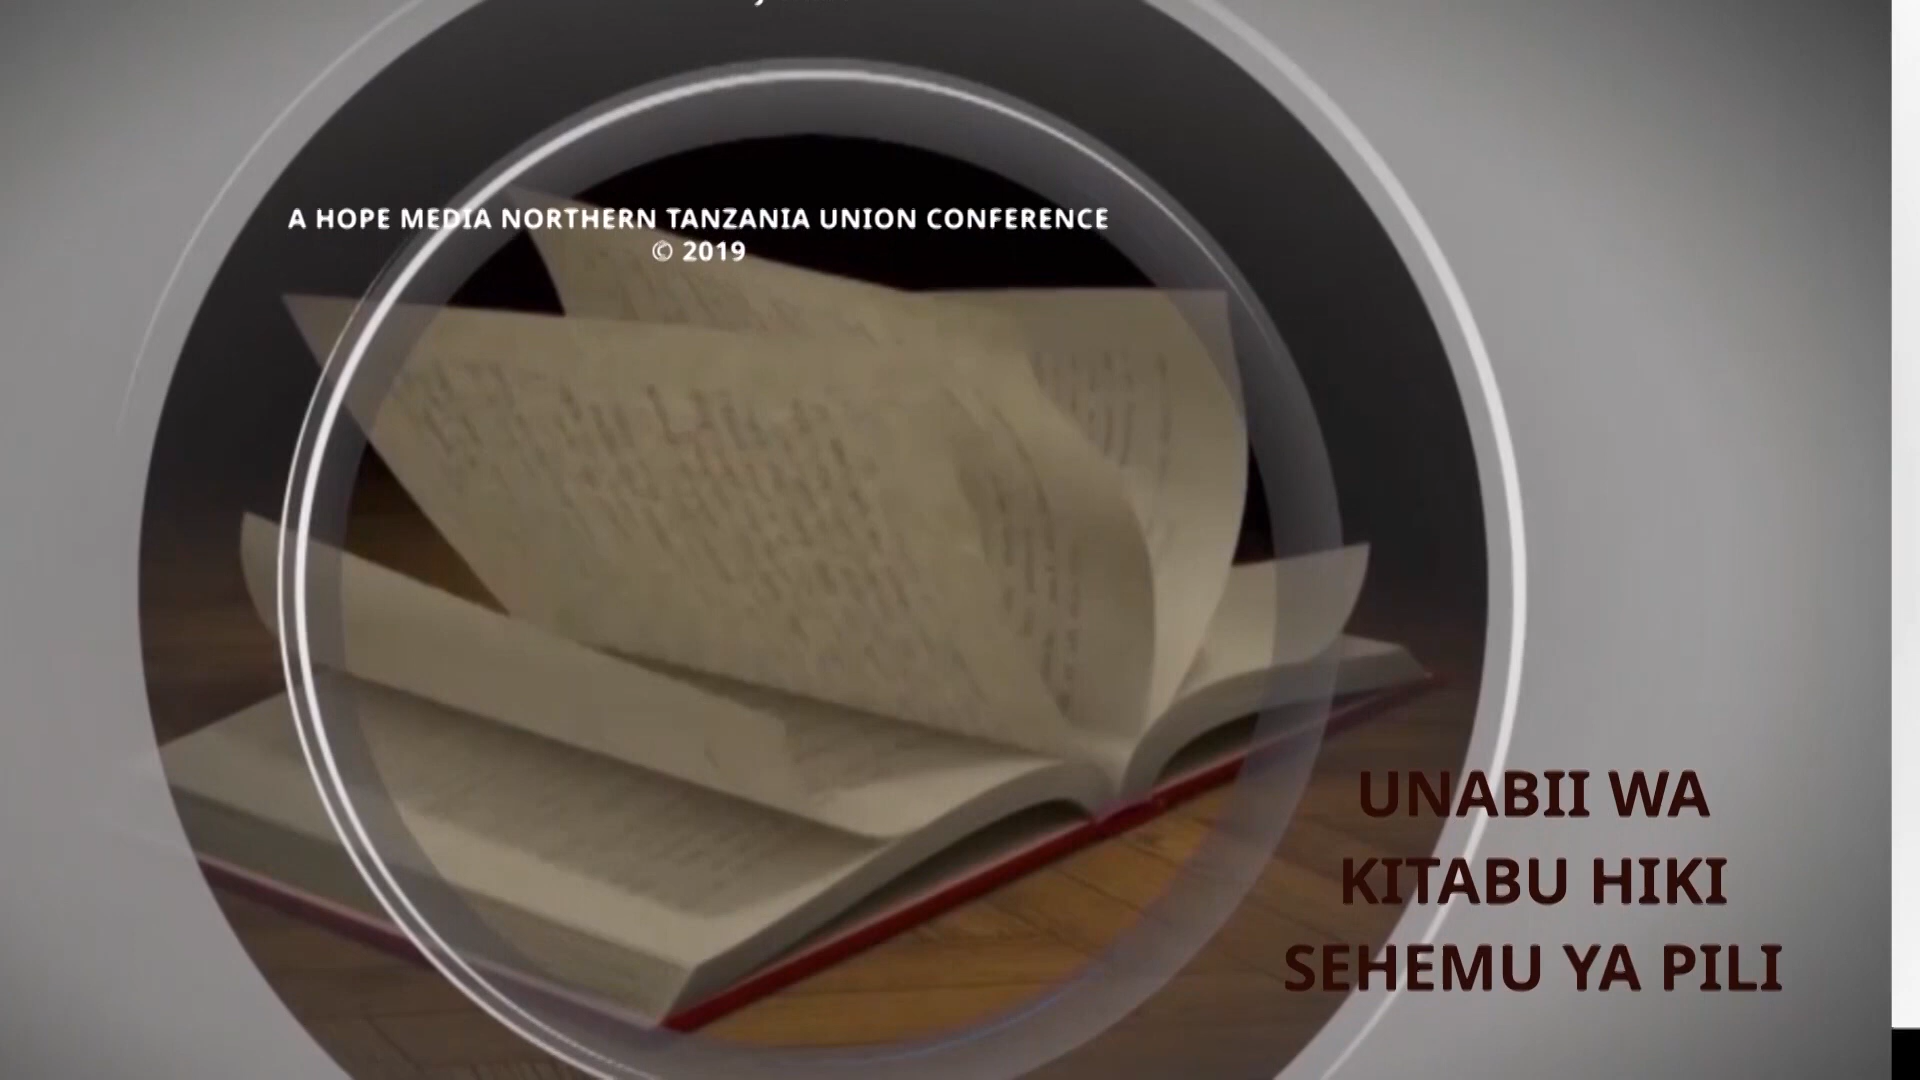 A HOPE MEDIA NORTHERN TANZANIA UNION CONFERENCE
© 2019
UNABII WA
KITABU HIKI
SEHEMU YA PILI